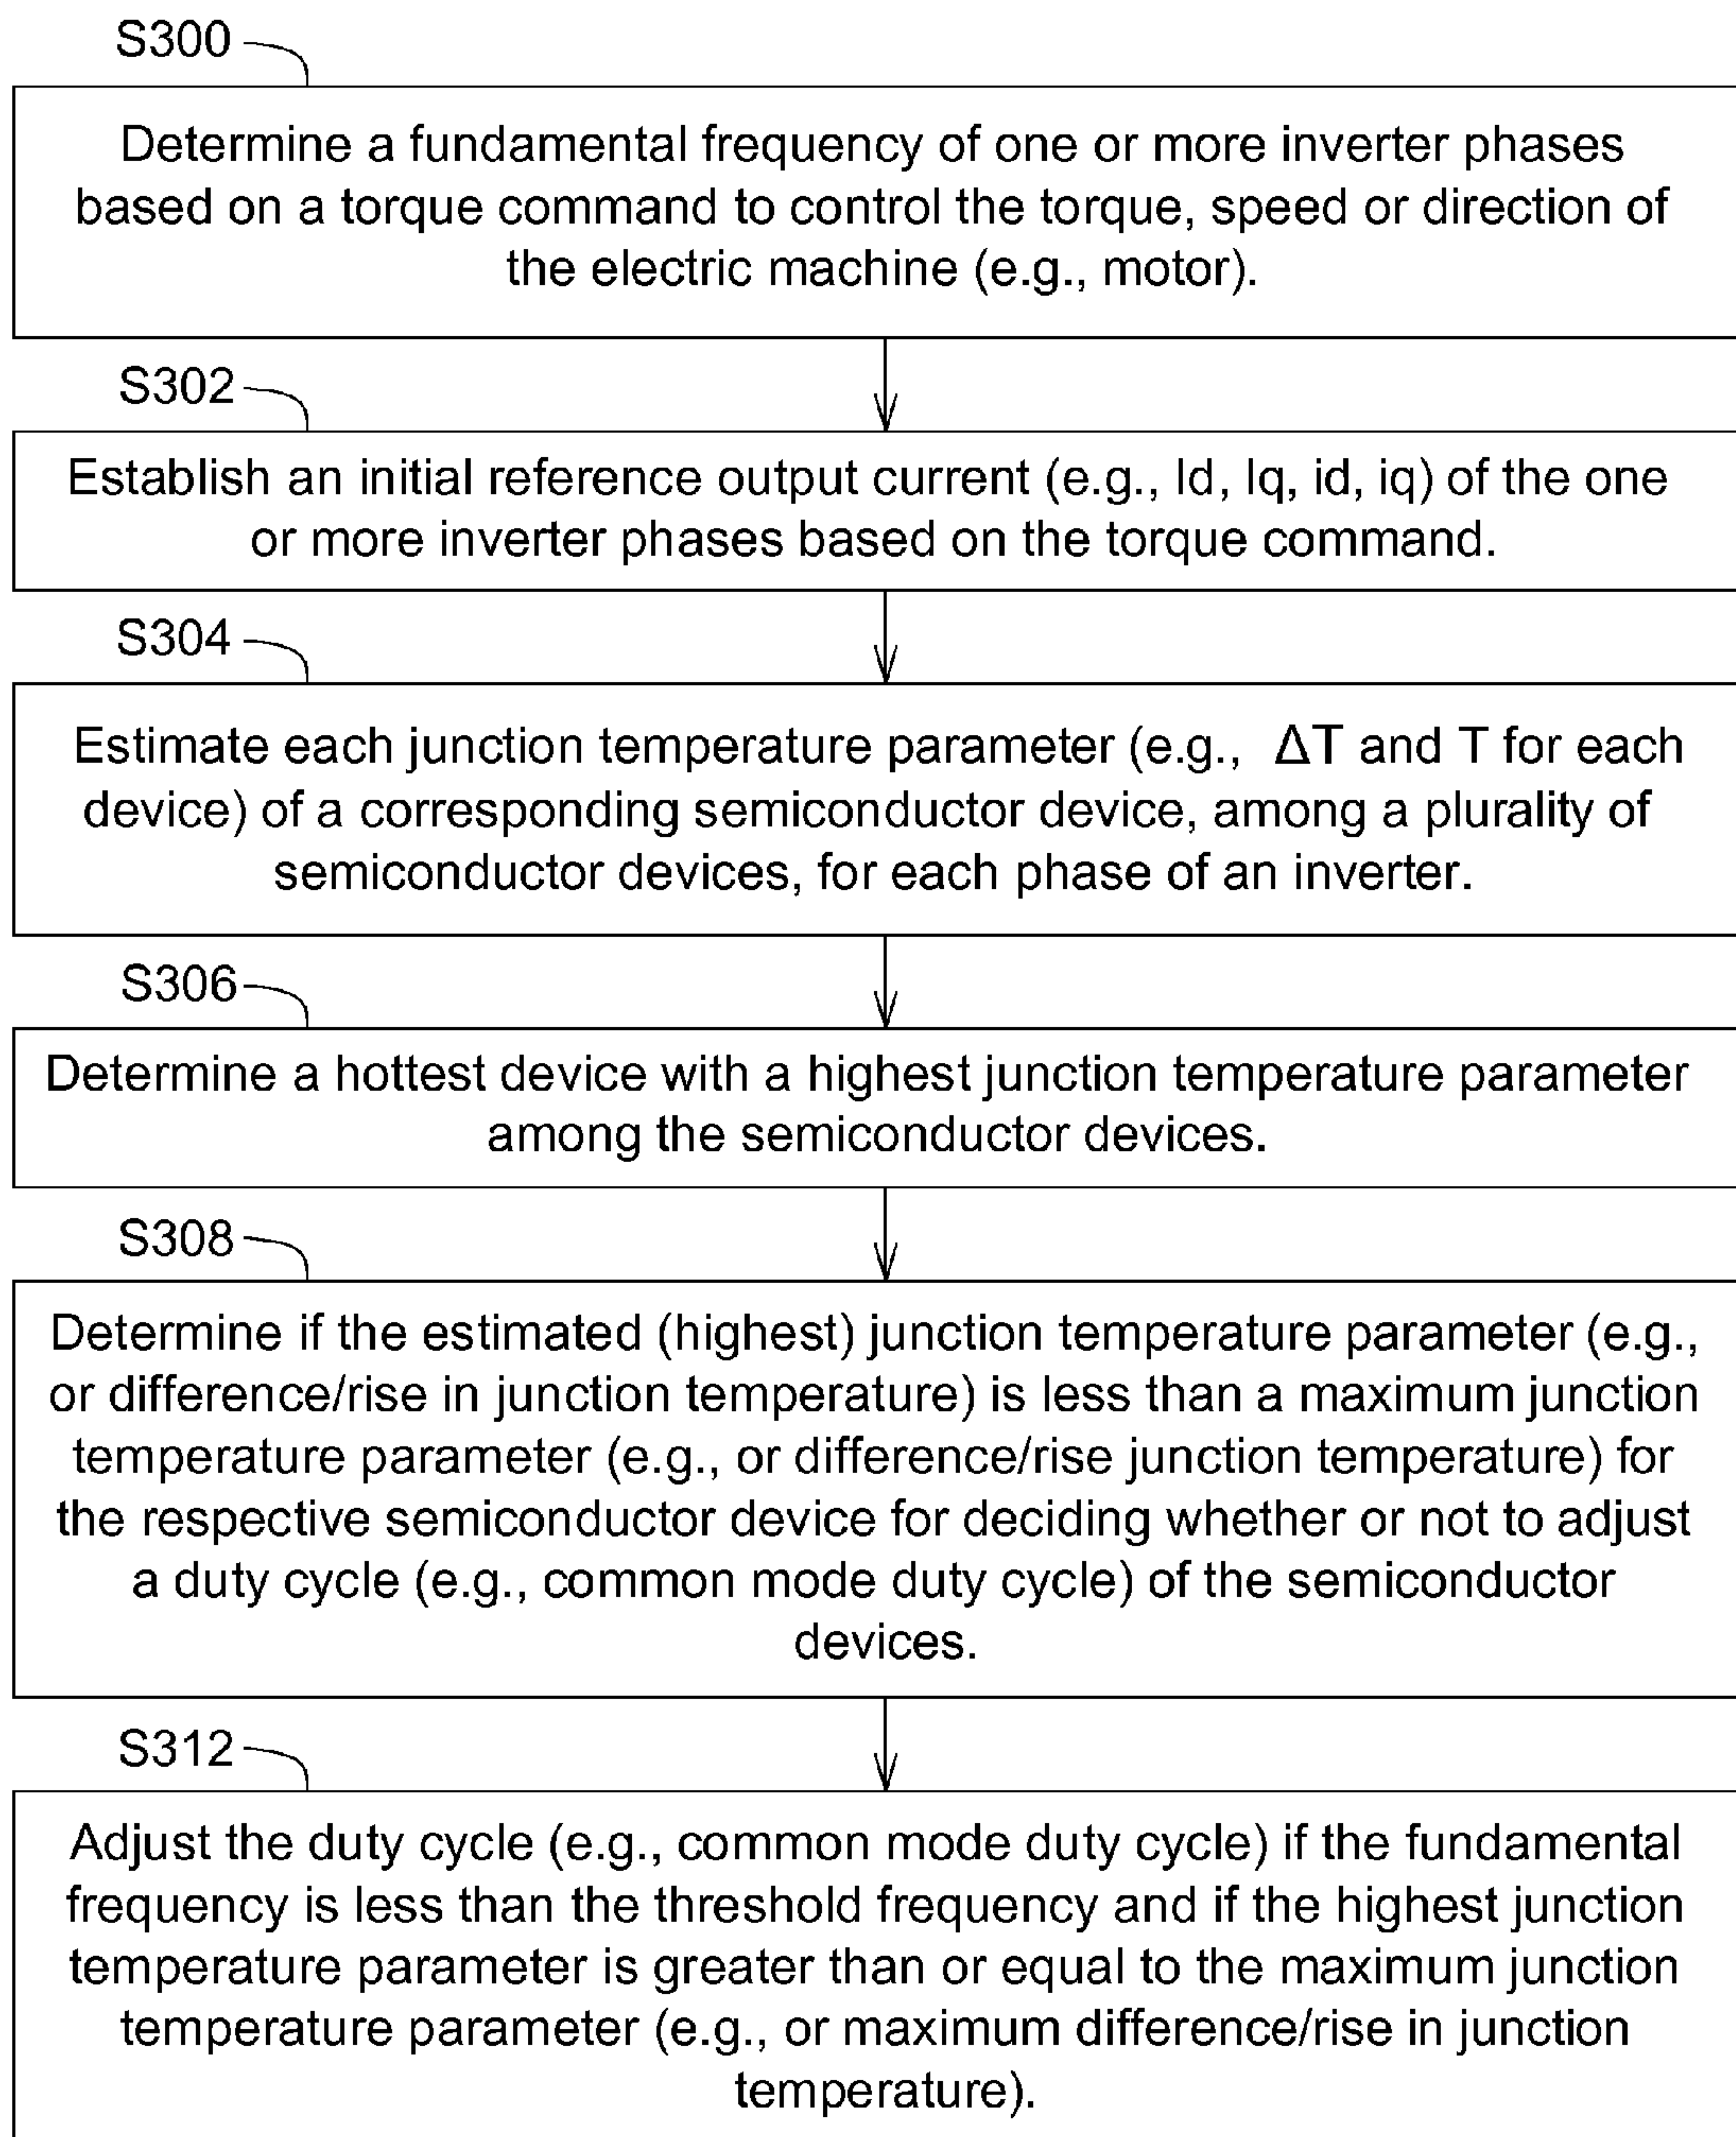 S300
Determine a fundamental frequency of one or more inverter phases
based on a torque command to control the torque, speed or direction of
the electric machine (e.g., motor).
S302
Establish an initial reference output current (e.g., Id, Iq, id, iq) of the one
or more inverter phases based on the torque command.
S304
Estimate each junction temperature parameter (e.g., ΔT and T for each
device) of a corresponding semiconductor device, among a plurality of
semiconductor devices, for each phase of an inverter.
S306
Determine a hottest device with a highest junction temperature parameter
among the semiconductor devices.
S308
Determine if the estimated (highest) junction temperature parameter (e.g.,
or difference/rise in junction temperature) is less than a maximum junction
temperature parameter (e.g., or difference/rise junction temperature) for
the respective semiconductor device for deciding whether or not to adjust
a duty cycle (e.g., common mode duty cycle) of the semiconductor
devices.
S312
Adjust the duty cycle (e.g., common mode duty cycle) if the fundamental
frequency is less than the threshold frequency and if the highest junction
temperature parameter is greater than or equal to the maximum junction
temperature parameter (e.g., or maximum difference/rise in junction
temperature).